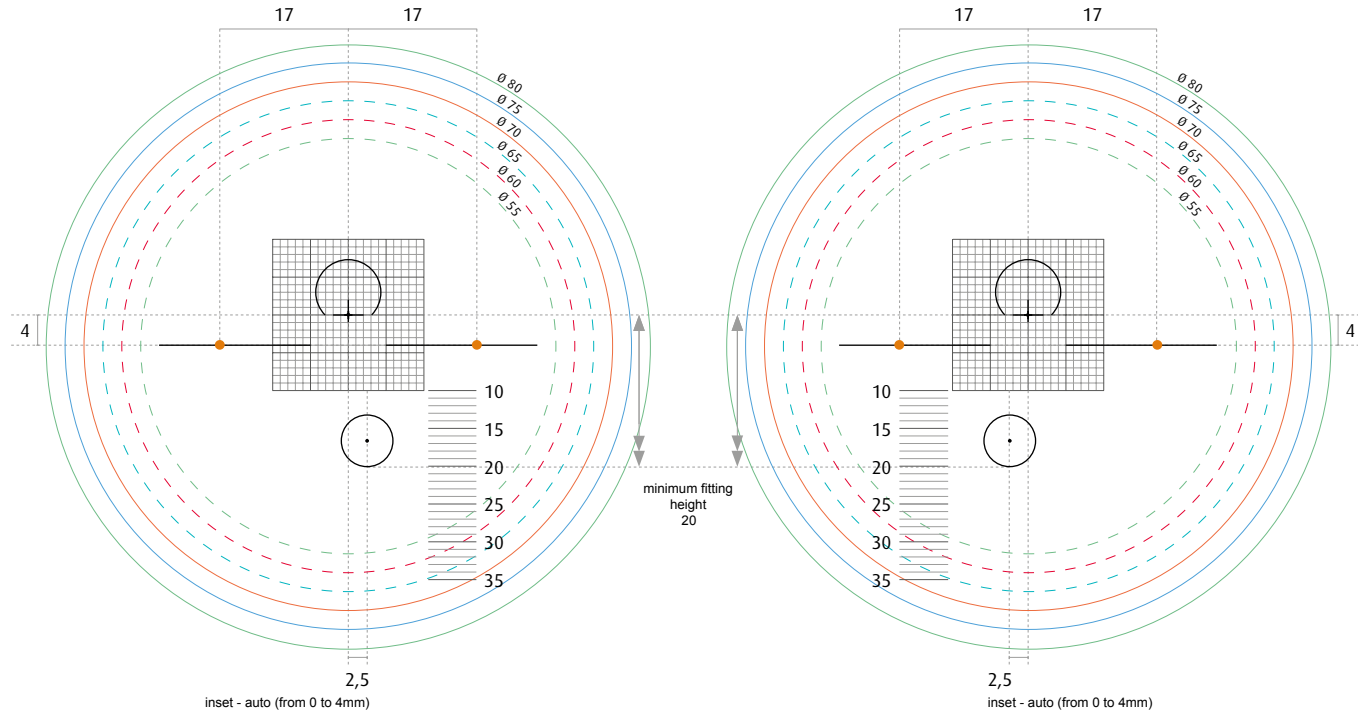 17 17
17 17
Ø 80
Ø 75
Ø 70
Ø 65
Ø 60
Ø 55
Ø 80
Ø 75
Ø 70
Ø 65
Ø 60
Ø 55
4
4
10
15
20
25
30
35
minimum fitting
height
20
10
15
20
25
30
35
2,5
inset - auto (from 0 to 4mm)
2,5
inset - auto (from 0 to 4mm)